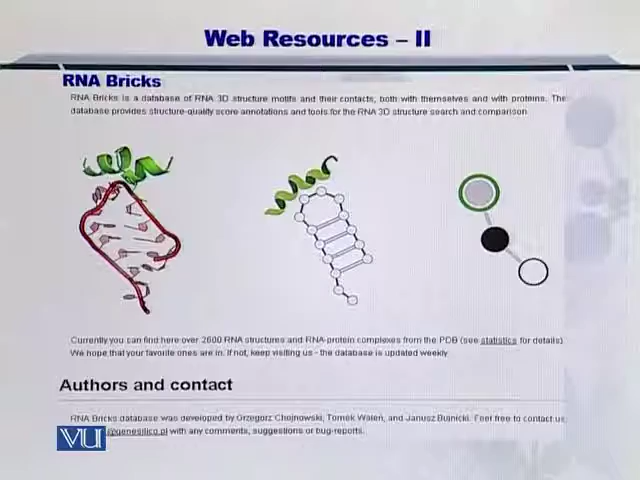 Web Resources – II
RNA Bricks
RNA Bricks is a database of RNA 3D structure motifs and their contacts, both with themselves and with proteins. The
database provides structure-quality score annotations and tools for the RNA 3D structure search and comparison.
Currently you can find here over 2600 RNA structures and RNA-protein complexes from the PDB (see statistics for details).
We hope that your favorite ones are in. If not, keep visiting us - the database is updated weekly.
Authors and contact
RNA Bricks database was developed by Grzegorz Chojnowski, Tomek Waleń, and Janusz Bujnicki. Feel free to contact us
@genesilico.pl with any comments, suggestions or bug-reports.
VU